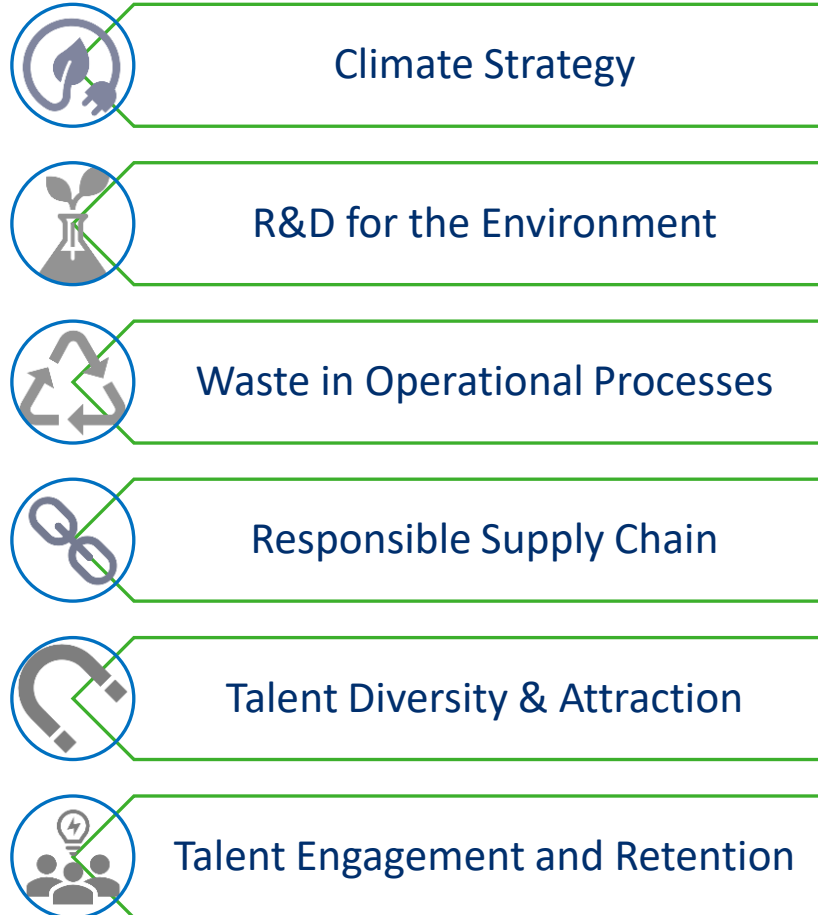 Climate Strategy
R&D for the Environment
Waste in Operational Processes
Responsible Supply Chain
Talent Diversity & Attraction
Talent Engagement and Retention